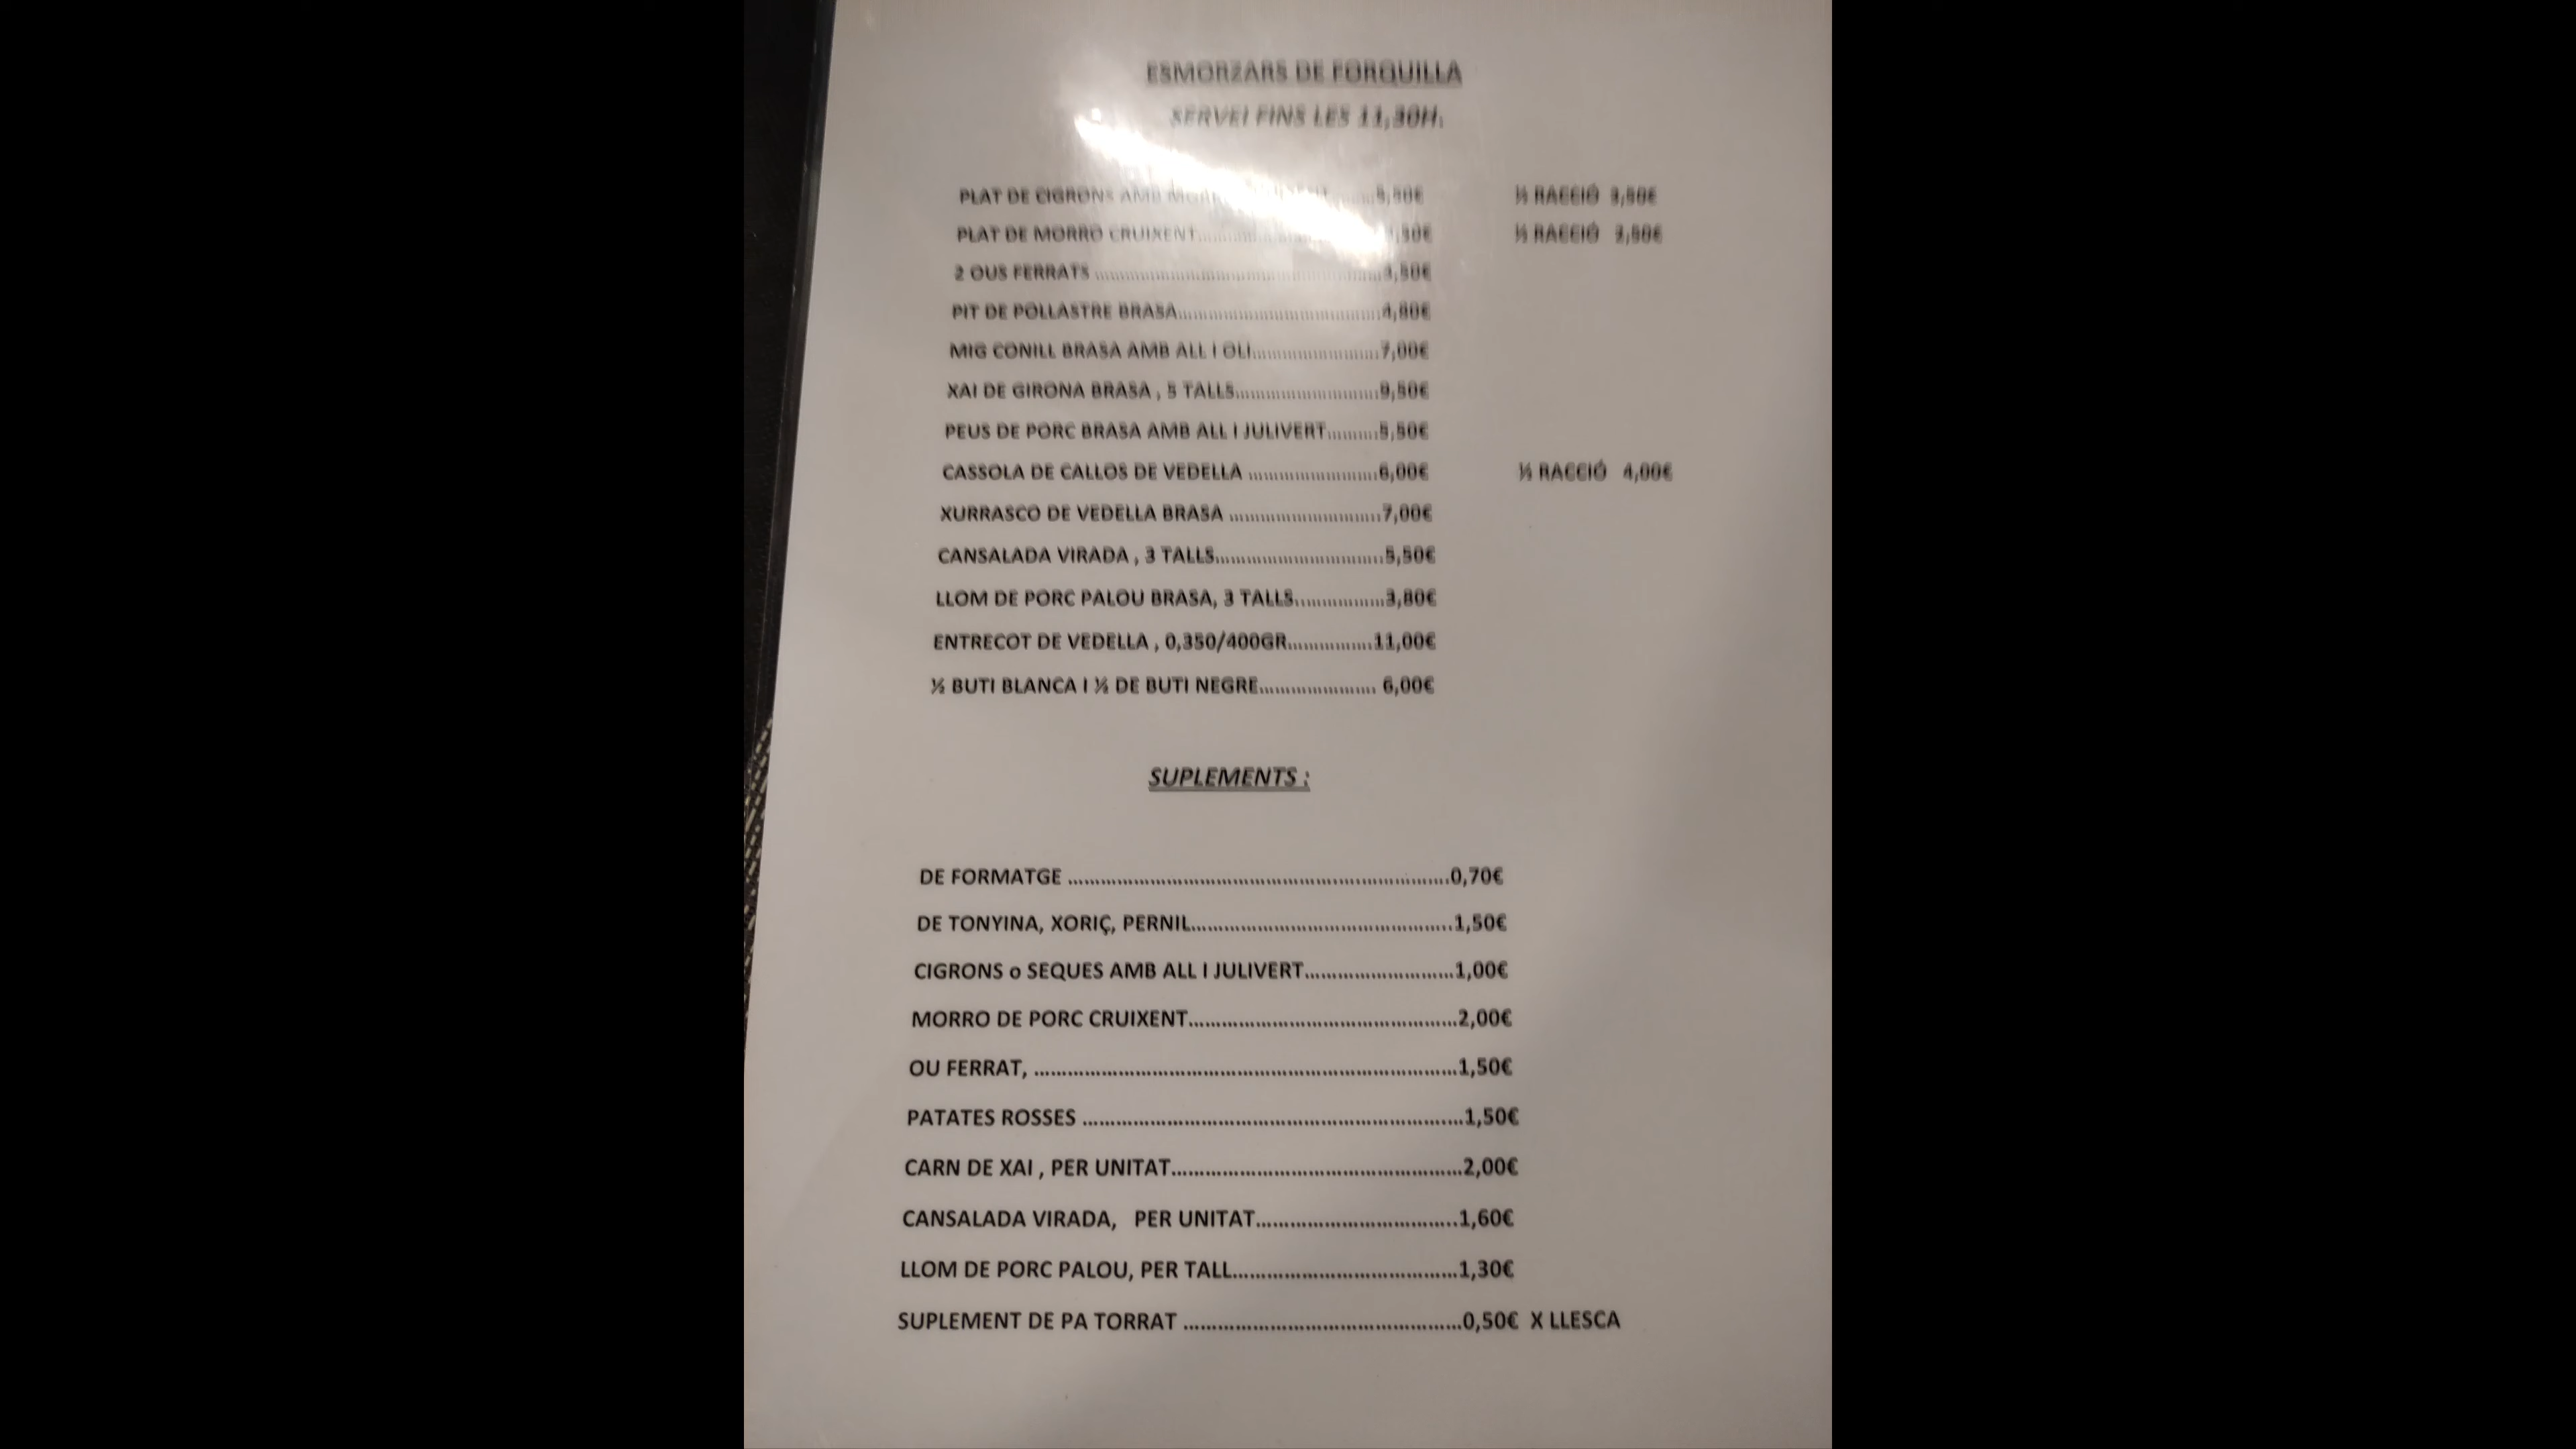 ESMORZARS DE FORQUILLA
SERVEI FINS LES 11,30H.
PLAT DE CIGRONS AMB 5,50€ ½ RACCIÓ 3,50€
PLAT DE MORRO CRUIXENT.................... ½ RACCIÓ 2,50€
2 OUS FERRATS ..........................................3,50€
PIT DE POLLASTRE BRASA..............................4,80€
MIG CONILL BRASA AMB ALL I OLI...................7,00€
XAI DE GIRONA BRASA , 5 TALLS.....................9,50€
PEUS DE PORC BRASA AMB ALL I JULIVERT..........5,50€
CASSOLA DE CALLOS DE VEDELLA ...................6,00€ ½ RACCIÓ 4,00€
XURRASCO DE VEDELLA BRASA .......................7,00€
CANSALADA VIRADA , 3 TALLS.........................5,50€
LLOM DE PORC PALOU BRASA, 3 TALLS..............3,80€
ENTRECOT DE VEDELLA , 0,350/400GR.............11,00€
½ BUTI BLANCA I ½ DE BUTI NEGRE.................. 6,00€
SUPLEMENTS :
DE FORMATGE ..............................................................0,70€
DE TONYINA, XORIÇ, PERNIL..........................................1,50€
CIGRONS o SEQUES AMB ALL I JULIVERT........................1,00€
MORRO DE PORC CRUIXENT...........................................2,00€
OU FERRAT, ...................................................................1,50€
PATATES ROSSES ...........................................................1,50€
CARN DE XAI , PER UNITAT..............................................2,00€
CANSALADA VIRADA, PER UNITAT................................1,60€
LLOM DE PORC PALOU, PER TALL....................................1,30€
SUPLEMENT DE PA TORRAT ...........................................0,50€ X LLESCA